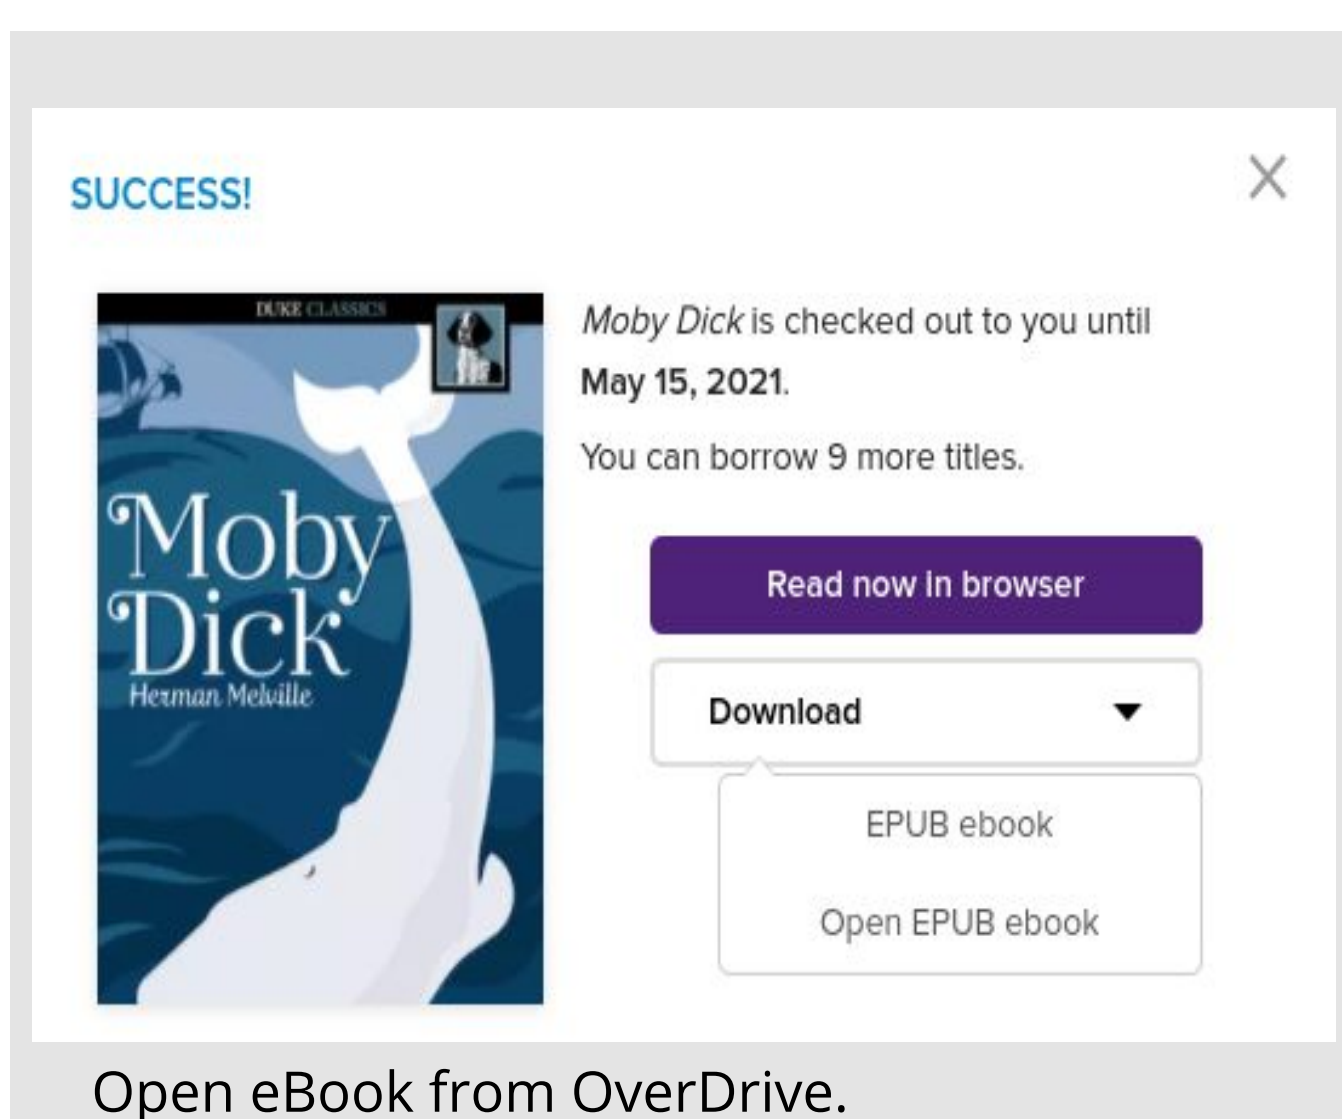 SUCCESS!
DUKE CLASSICS
Moby
Dick
Herman Melville
Moby Dick is checked out to you until
May 15, 2021.
You can borrow 9 more titles.
Read now in browser
Download
EPUB ebook
Open EPUB ebook
Open eBook from OverDrive.